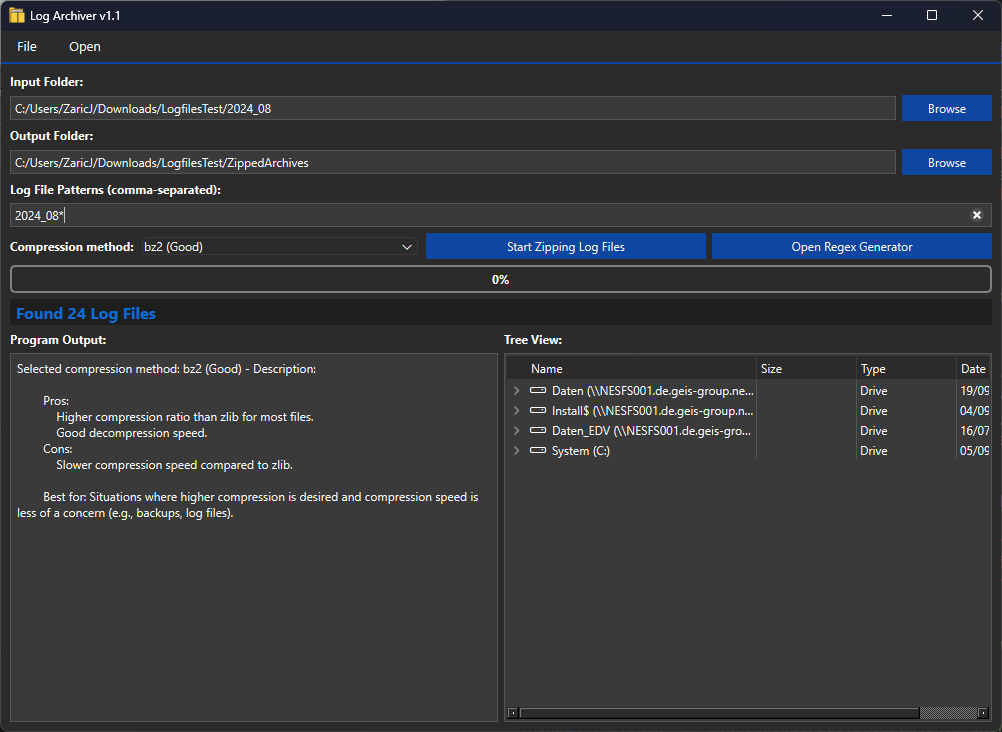 Log Archiver v1.1
File Open
Input Folder:
C:/Users/ZaricJ/Downloads/LogfilesTest/2024_08
Browse
Output Folder:
C:/Users/ZaricJ/Downloads/LogfilesTest/ZippedArchives
Browse
Log File Patterns (comma-separated):
2024_08*
Compression method: bz2 (Good) Start Zipping Log Files Open Regex Generator
0%
Found 24 Log Files
Program Output:
Selected compression method: bz2 (Good) - Description:
Pros:
Higher compression ratio than zlib for most files.
Good decompression speed.
Cons:
Slower compression speed compared to zlib.
Best for: Situations where higher compression is desired and compression speed is
less of a concern (e.g., backups, log files).
Tree View:
Name Size Type Date
Daten (\\NESFS001.de.geis-group.ne... Drive 19/09
Install$ (\\NESFS001.de.geis-group.n... Drive 04/09
Daten_EDV (\\NESFS001.de.geis-gro... Drive 16/07
System (C:) Drive 05/09